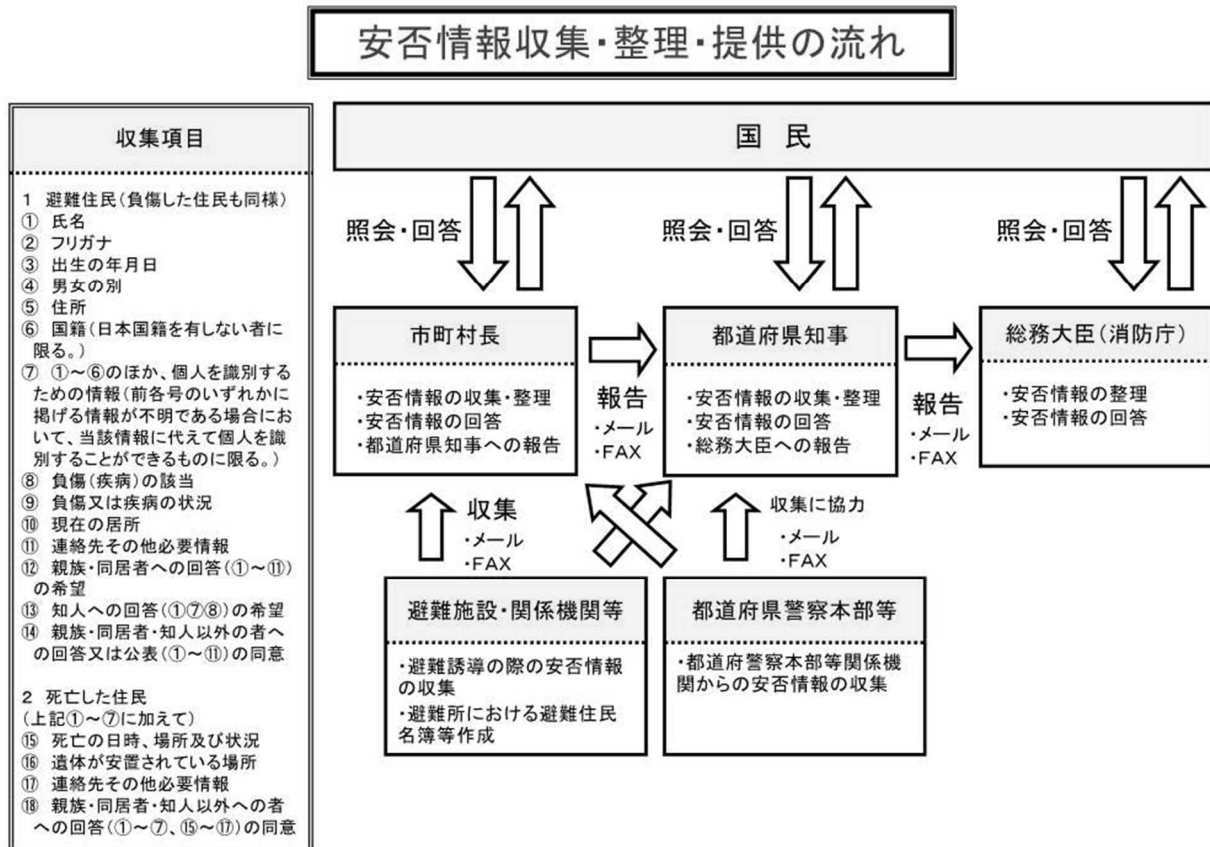 安否情報収集・整理・提供の流れ
収集項目
1 避難住民(負傷した住民も同様)
① 氏名
② フリガナ
③ 出生の年月日
④ 男女の別
⑤ 住所
⑥ 国籍(日本国籍を有しない者に
限る。)
⑦ ①～⑥のほか、個人を識別する
ための情報(前各号のいずれかに
掲げる情報が不明である場合にお
いて、当該情報に代えて個人を識
別することができるものに限る。)
⑧ 負傷(疾病)の該当
⑨ 負傷又は疾病の状況
⑩ 現在の居所
⑪ 連絡先その他必要情報
⑫ 親族・同居者への回答(①～⑪)
の希望
⑬ 知人への回答(①⑦⑧)の希望
⑭ 親族・同居者・知人以外の者へ
の回答又は公表(①～⑪)の同意
2 死亡した住民
(上記①～⑦に加えて)
⑮ 死亡の日時、場所及び状況
⑯ 遺体が安置されている場所
⑰ 連絡先その他必要情報
⑱ 親族・同居者・知人以外への者
への回答(①～⑦、⑮～⑰)の同意
国 民
照会・回答
照会・回答
照会・回答
市町村長
・安否情報の収集・整理
・安否情報の回答
・都道府県知事への報告
報告
・メール
・FAX
都道府県知事
・安否情報の収集・整理
・安否情報の回答
・総務大臣への報告
報告
・メール
・FAX
総務大臣(消防庁)
・安否情報の整理
・安否情報の回答
収集
・メール
・FAX
収集に協力
・メール
・FAX
避難施設・関係機関等
・避難誘導の際の安否情報
の収集
・避難所における避難住民
名簿等作成
都道府県警察本部等
・都道府警察本部等関係機
関からの安否情報の収集